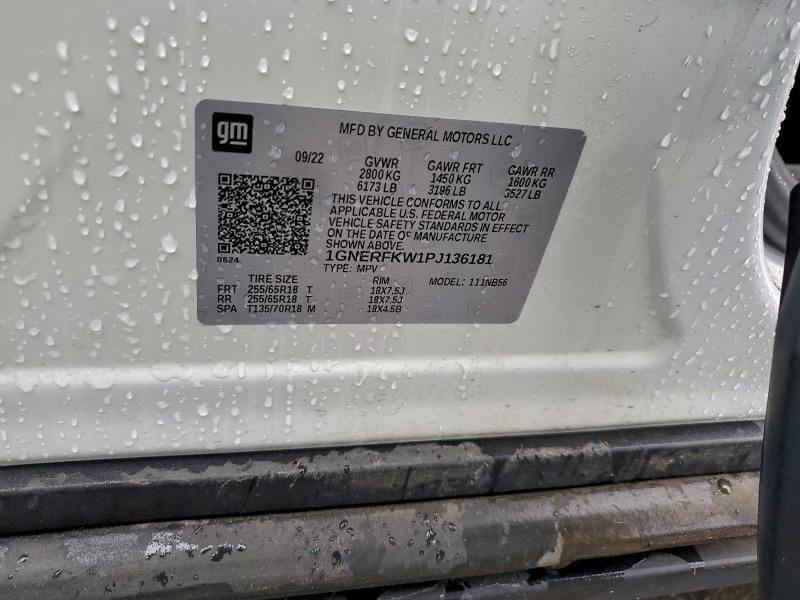 gm
MFD BY GENERAL MOTORS LLC
09/22 GVWR GAWR FRT GAWR RR
2800 KG 1450 KG 1600 KG
6173 LB 3196 LB 3527 LB
THIS VEHICLE CONFORMS TO ALL
APPLICABLE U.S. FEDERAL MOTOR
VEHICLE SAFETY STANDARDS IN EFFECT
ON THE DATE OF MANUFACTURE
SHOWN ABOVE.
8624 1GNERFKW1PJ136181
TYPE: MPV
TIRE SIZE RIM MODEL: 111NB56
FRT 255/65R18 T 18X7.5J
RR 255/65R18 T 18X7.5J
SPA T135/70R18 M 18X4.5B